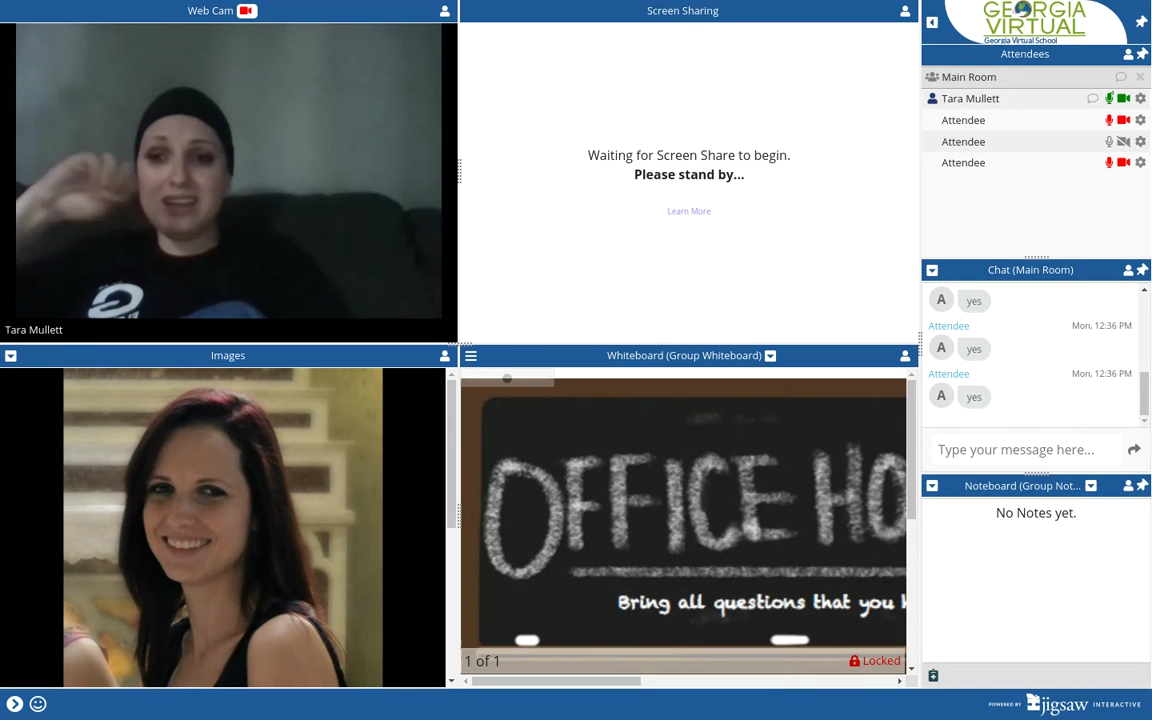 Web Cam
Screen Sharing
GEORGIA
VIRTUAL
Georgia Virtual School
Attendees
Main Room
Tara Mullett
Attendee
Attendee
Attendee
Waiting for Screen Share to begin.
Please stand by...
Learn More
Tara Mullett
Chat (Main Room)
A yes
Attendee Mon, 12:36 PM
A yes
Attendee Mon, 12:36 PM
A yes
Type your message here...
Images
Whiteboard (Group Whiteboard)
OFFICE HO
Bring all questions that you h
1 of 1
Locked
Noteboard (Group Not...
No Notes yet.
POWERED BY jigsaw INTERACTIVE